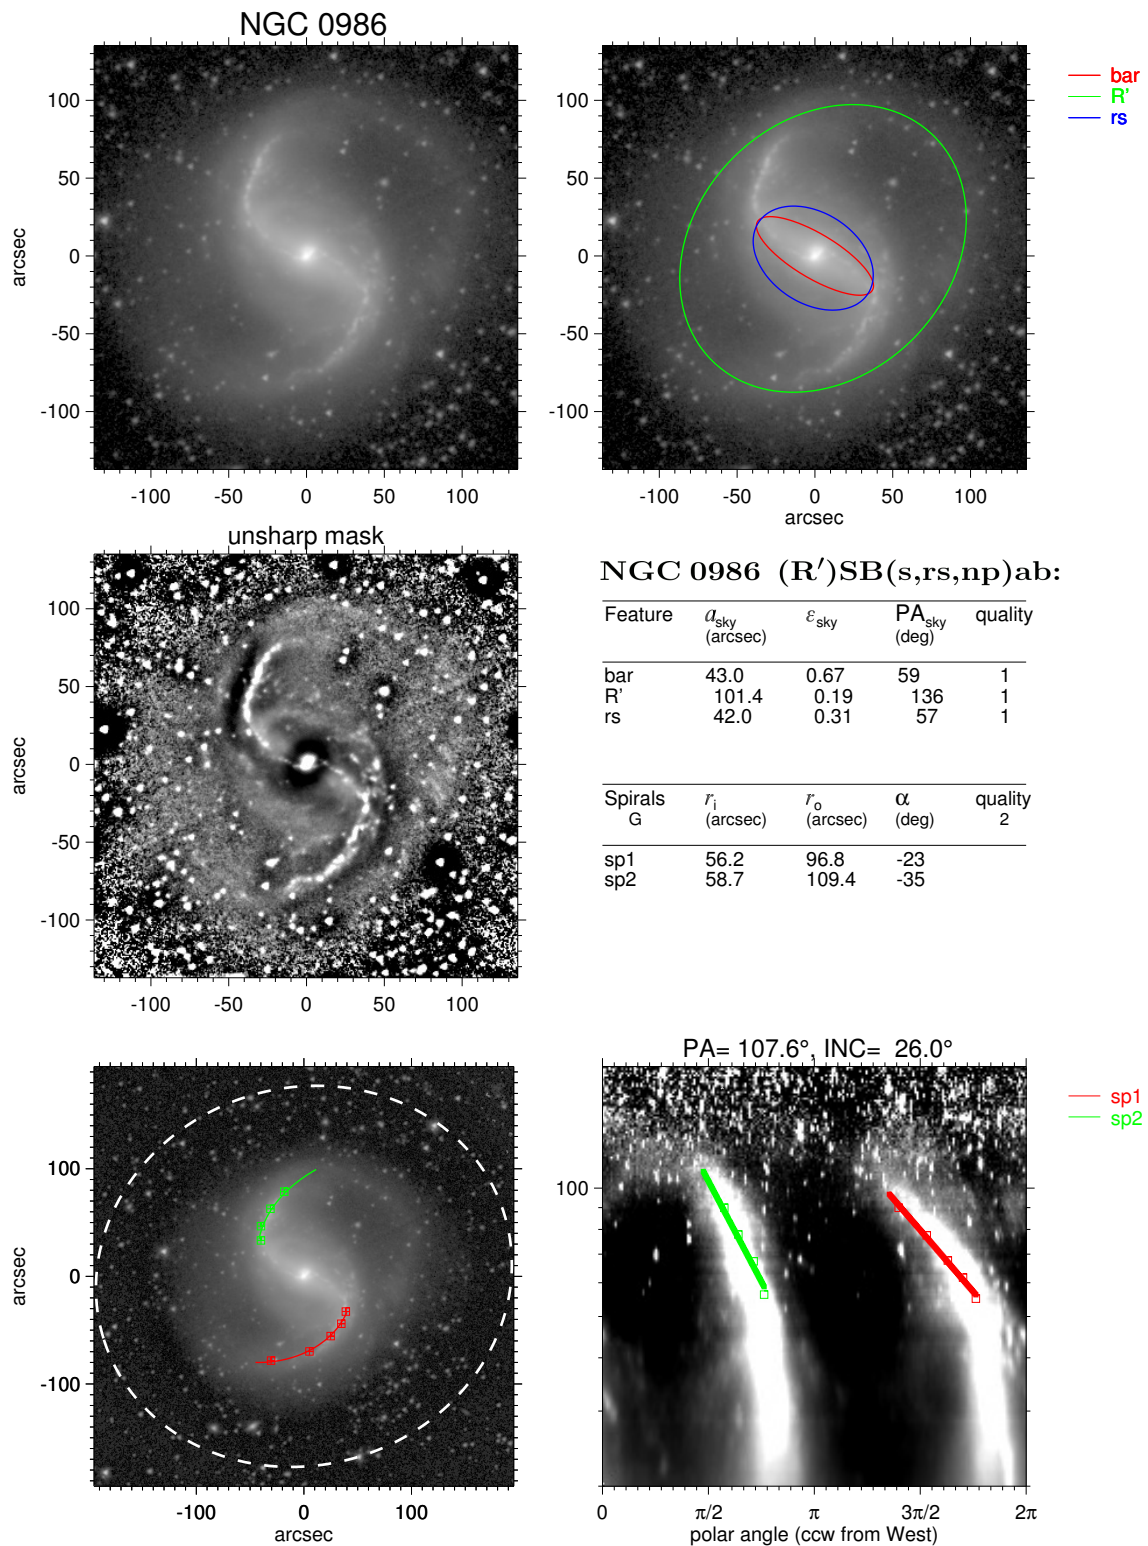 NGC 0986
100
50
0
-50
-100
arcsec
-100 -50 0 50 100
100
50
0
-50
-100
-100 -50 0 50 100
arcsec
bar
R'
rs
unsharp mask
100
50
0
-50
-100
arcsec
-100 -50 0 50 100
NGC 0986 (R′)SB(s,rs,np)ab:
Feature a_sky ε_sky PA_sky quality
(arcsec) (deg)
bar 43.0 0.67 59 1
R' 101.4 0.19 136 1
rs 42.0 0.31 57 1
Spirals r_i r_o α quality
G (arcsec) (arcsec) (deg) 2
sp1 56.2 96.8 -23
sp2 58.7 109.4 -35
100
0
-100
arcsec
-100 0 100
arcsec
PA= 107.6°, INC= 26.0°
100
0 π/2 π 3π/2 2π
polar angle (ccw from West)
sp1
sp2